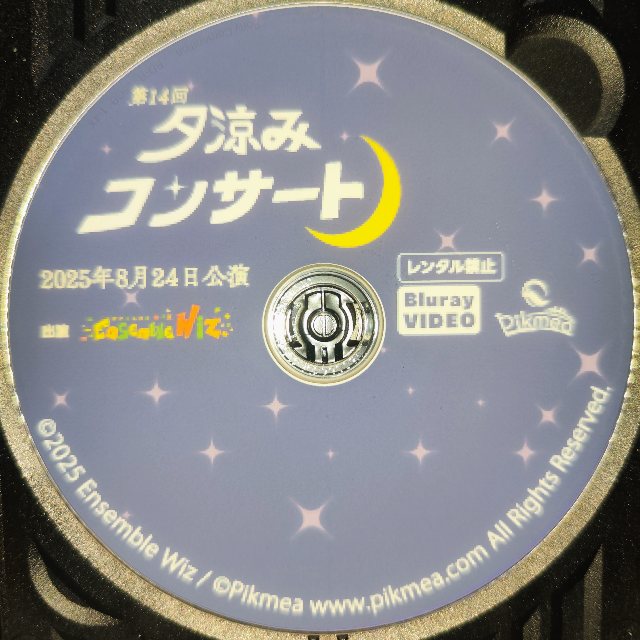 第14回
夕涼み
コンサート
2025年8月24日公演
出演 Ensemble Wiz
レンタル禁止
Bluray
VIDEO
Pikmea
©2025 Ensemble Wiz / ©Pikmea www.pikmea.com All Rights Reserved.